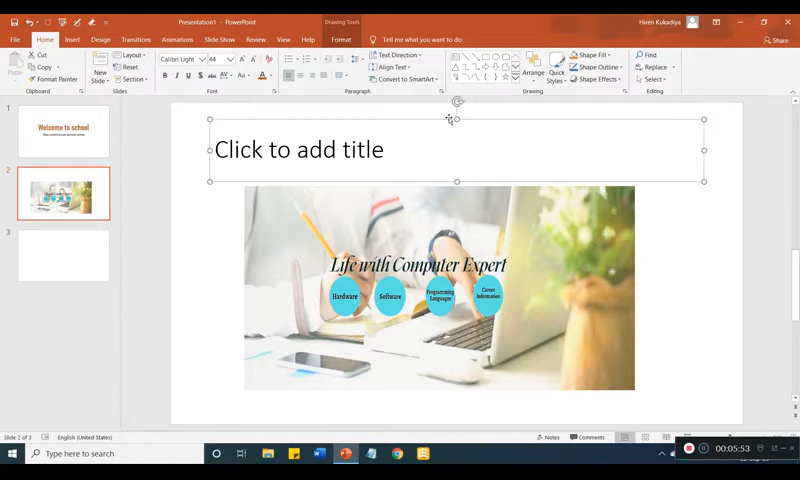 Presentation1 - PowerPoint
Drawing Tools
Hiren Kukadiya
File
Home
Insert
Design
Transitions
Animations
Slide Show
Review
View
Help
Format
Tell me what you want to do
Share
Paste
Cut
Copy
Format Painter
Clipboard
New
Slide
Layout
Reset
Section
Slides
Calibri Light
44
Font
Text Direction
Align Text
Convert to SmartArt
Paragraph
Arrange
Quick
Styles
Shape Fill
Shape Outline
Shape Effects
Drawing
Find
Replace
Select
Editing
1
Welcome to school
2
3
Click to add title
Life with Computer Expert
Hardware
Software
Programming
Languages
Career
Information
Slide 2 of 3
English (United States)
Notes
Comments
Type here to search
00:05:53